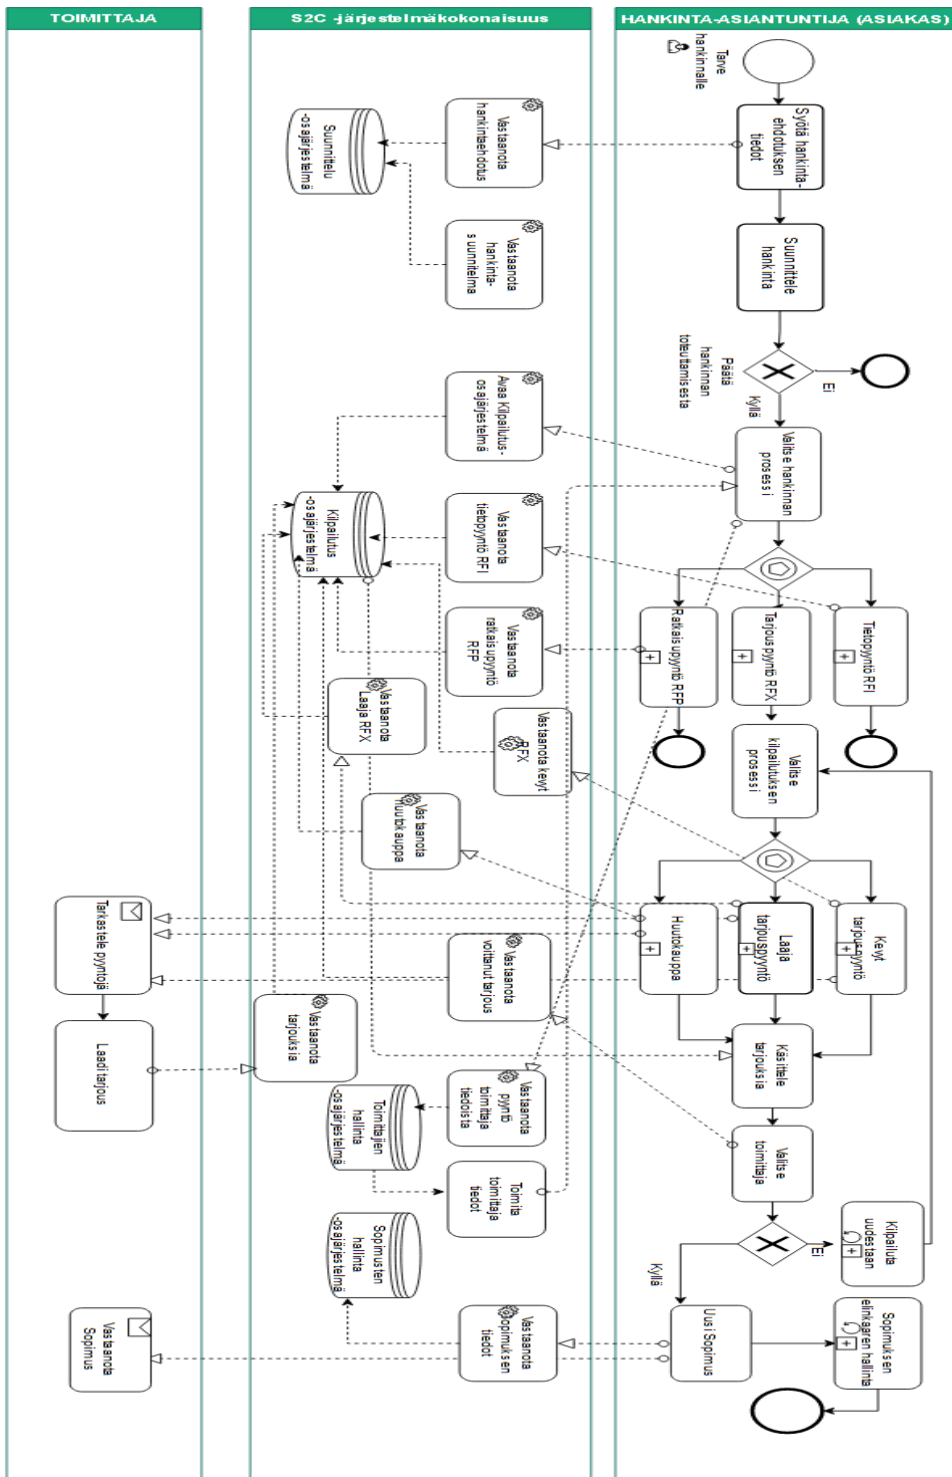 TOIMITTAJA
S2C -järjestelmäkokonaisuus
HANKINTA-ASIANTUNTIJA (ASIAKAS)
Tarve
hankinnalle
Syötä hankinta-
ehdotuksen
tiedot
Suunnittele
hankinta
Päätä
hankinnan
toteuttamisesta
Ei
Kyllä
Valitse hankinnan
prosessi
Tietopyyntö RFI
Tarjouspyyntö RFX
Ratkaisupyyntö RFP
Valitse
kilpailutuksen
prosessi
Kevyt
tarjouspyyntö
Laaja
tarjouspyyntö
Huutokauppa
Käsittele
tarjouksia
Valitse
toimittaja
Ei
Kyllä
Kilpailuta
uudestaan
Uusi Sopimus
Sopimuksen
elinkaaren hallinta
Vastaanota
hankintaehdotus
Suunnittelu
-osajärjestelmä
Vastaanota
hankinta-
suunnitelma
Avaa Kilpailutus-
osajärjestelmä
Kilpailutus
-osajärjestelmä
Vastaanota
tietopyyntö RFI
Vastaanota
ratkaisupyyntö
RFP
Vastaanota
Laaja RFX
Vastaanota kevyt
RFX
Vastaanota
Huutokauppa
Vastaanota
voittanut tarjous
Vastaanota
tarjouksia
Vastaanota
pyyntö
toimittaja
tiedoista
Toimittajien
hallinta
-osajärjestelmä
Toimita
toimittaja
tiedot
Sopimusten
hallinta
-osajärjestelmä
Vastaanota
sopimuksen
tiedot
Tarkastele pyyntöjä
Laadi tarjous
Vastaanota
Sopimus